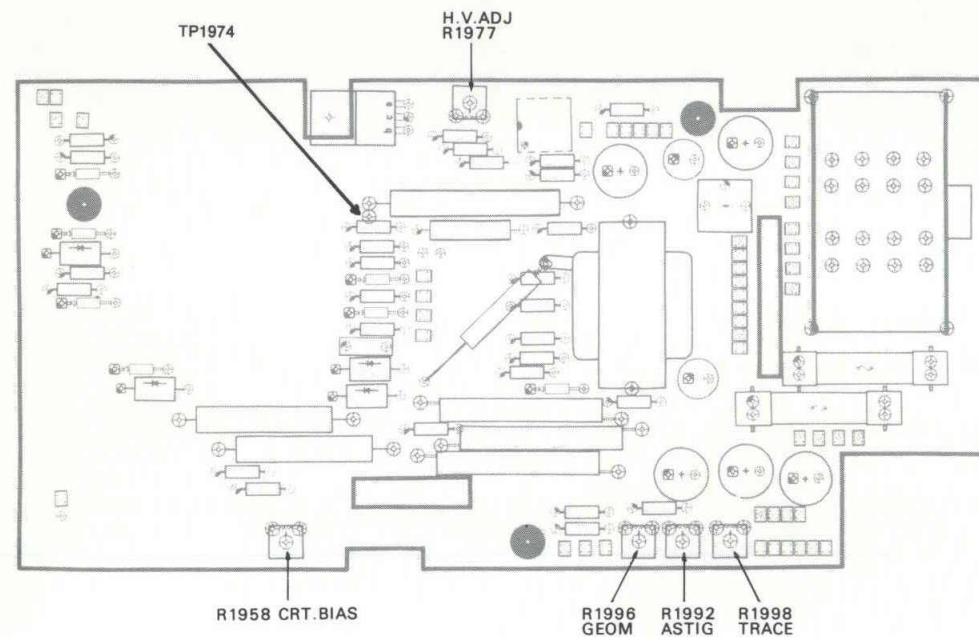 H.V.ADJ
R1977
TP1974
b c e
R1958 CRT.BIAS
R1996
GEOM
R1992
ASTIG
R1998
TRACE